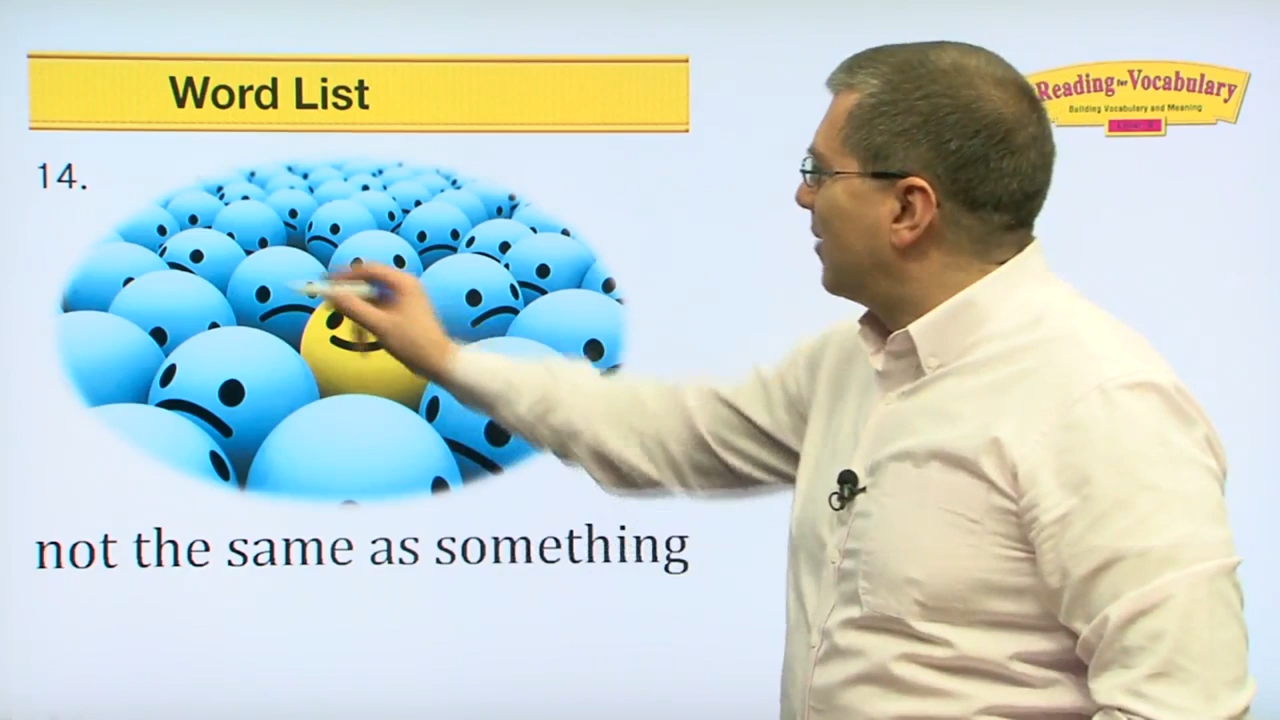 Word List
Reading for Vocabulary
Building Vocabulary and Meaning
14.
not the same as something